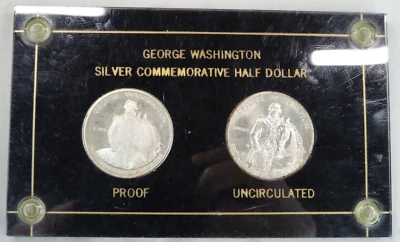 GEORGE WASHINGTON
SILVER COMMEMORATIVE HALF DOLLAR
PROOF
UNCIRCULATED